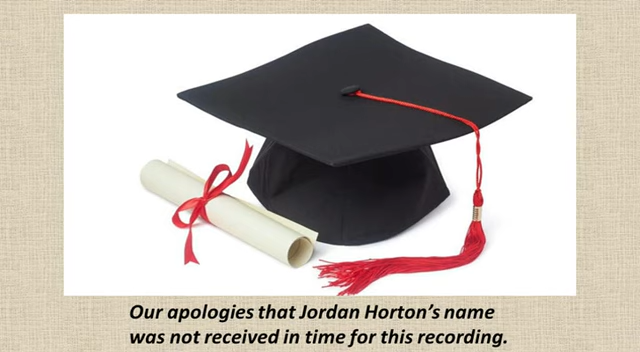 Our apologies that Jordan Horton’s name
was not received in time for this recording.